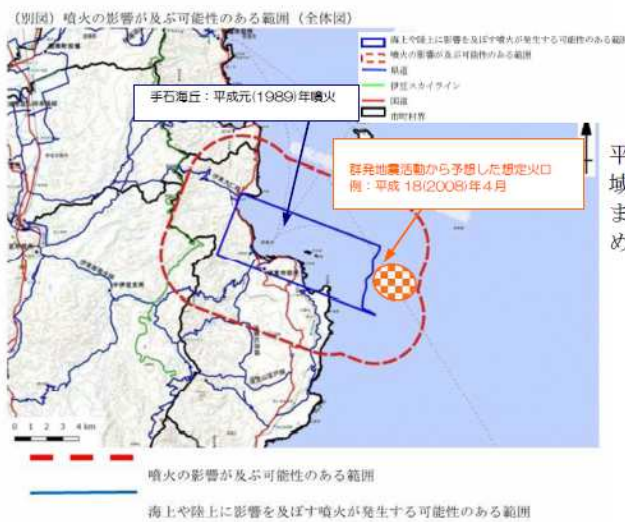 (別図) 噴火の影響が及ぶ可能性のある範囲 (全体図)
海上や陸上に影響を及ぼす噴火が発生する可能性のある範囲
噴火の影響が及ぶ可能性のある範囲
県道
伊豆スカイライン
国道
市町村界
手石海丘：平成元(1989)年噴火
群発地震活動から予想した想定火口
例：平成 18(2008)年４月
平
域
ま
め
0 1 2 3 4 km
噴火の影響が及ぶ可能性のある範囲
海上や陸上に影響を及ぼす噴火が発生する可能性のある範囲